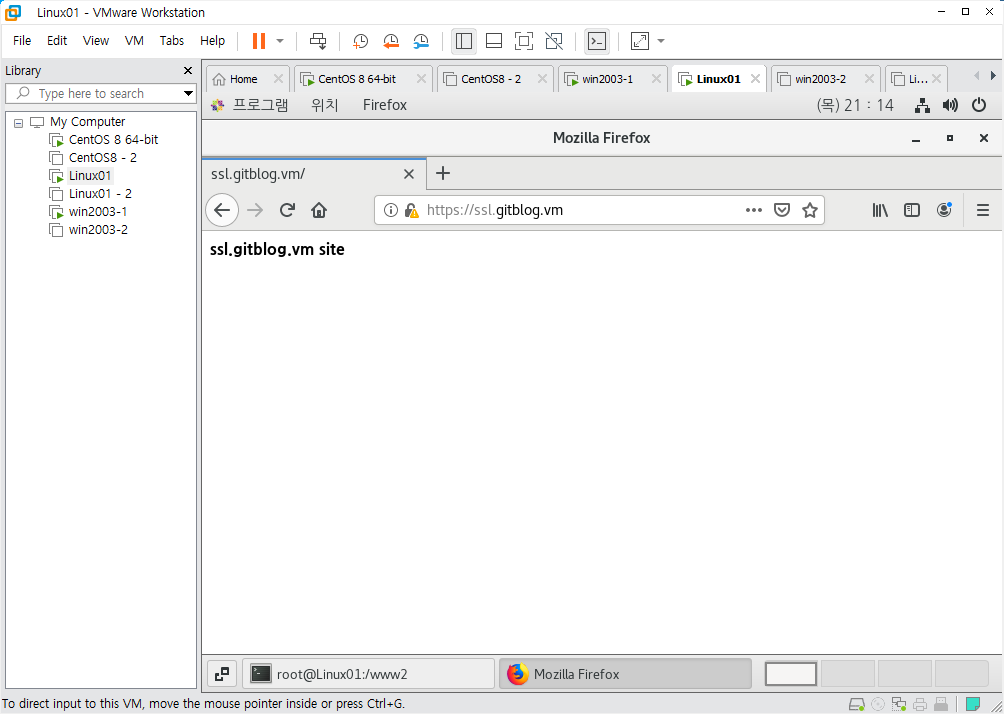 Linux01 - VMware Workstation
File Edit View VM Tabs Help
Library
Type here to search
My Computer
CentOS 8 64-bit
CentOS8 - 2
Linux01
Linux01 - 2
win2003-1
win2003-2
Home CentOS 8 64-bit CentOS8 - 2 win2003-1 Linux01 win2003-2 Li...
프로그램 위치 Firefox (목) 21 : 14
Mozilla Firefox
ssl.gitblog.vm/
https://ssl.gitblog.vm
ssl.gitblog.vm site
root@Linux01:/www2 Mozilla Firefox
To direct input to this VM, move the mouse pointer inside or press Ctrl+G.